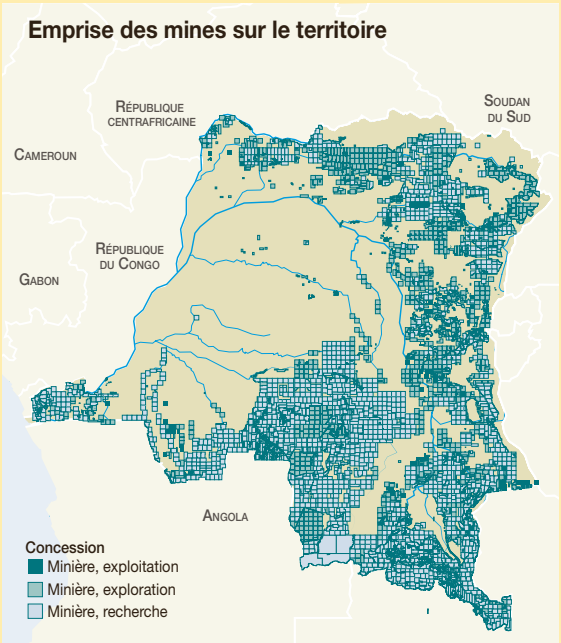 Emprise des mines sur le territoire
RÉPUBLIQUE
CENTRAFRICAINE
SOUDAN
DU SUD
CAMEROUN
RÉPUBLIQUE
DU CONGO
GABON
ANGOLA
Concession
Minière, exploitation
Minière, exploration
Minière, recherche